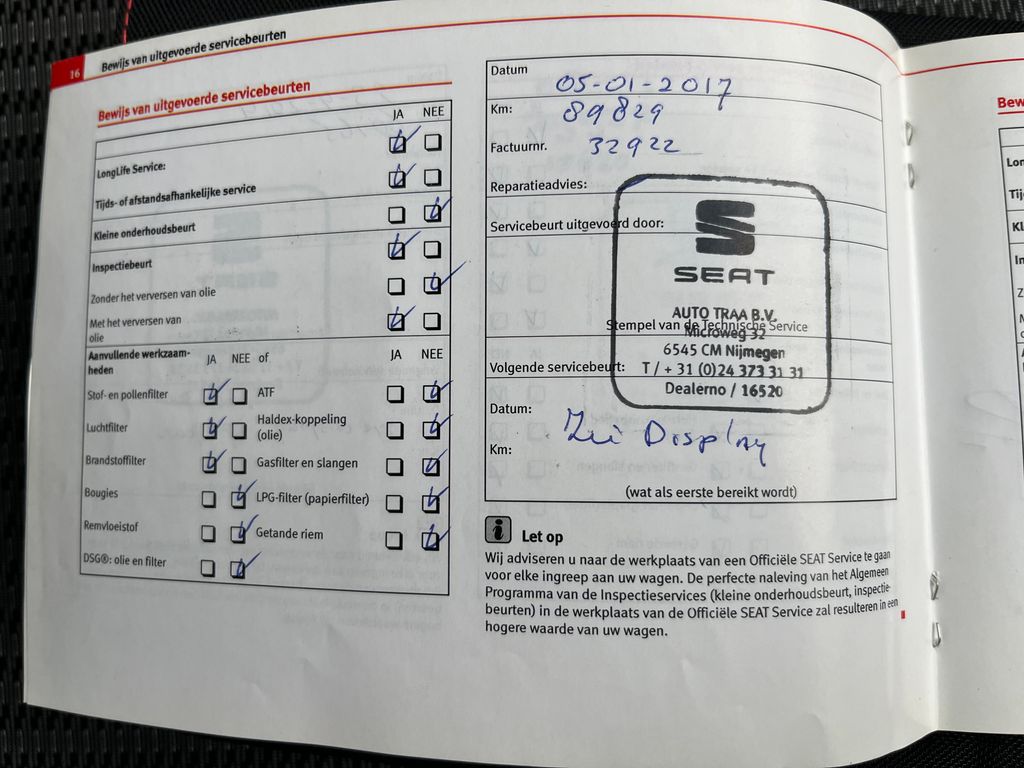 16
Bewijs van uitgevoerde servicebeurten
Bewijs van uitgevoerde servicebeurten
JA NEE
LongLife Service:
Tijds- of afstandsafhankelijke service
Kleine onderhoudsbeurt
Inspectiebeurt
Zonder het verversen van olie
Met het verversen van
olie
Aanvullende werkzaam- JA NEE of JA NEE
heden
Stof- en pollenfilter ATF
Luchtfilter Haldex-koppeling
(olie)
Brandstoffilter Gasfilter en slangen
Bougies LPG-filter (papierfilter)
Remvloeistof Getande riem
DSG®: olie en filter
Datum 05-01-2017
Km: 89829
Factuurnr. 32922
Reparatieadvies:
Servicebeurt uitgevoerd door:
SEAT
AUTO TRAA B.V.
Stempel van de Technische Service
Microweg 32
6545 CM Nijmegen
Volgende servicebeurt:
T / + 31 (0)24 373 31 31
Dealerno / 16520
Datum:
Zie Display
Km:
(wat als eerste bereikt wordt)
i Let op
Wij adviseren u naar de werkplaats van een Officiële SEAT Service te gaan
voor elke ingreep aan uw wagen. De perfecte naleving van het Algemeen
Programma van de Inspectieservices (kleine onderhoudsbeurt, inspectie-
beurten) in de werkplaats van de Officiële SEAT Service zal resulteren in een
hogere waarde van uw wagen.